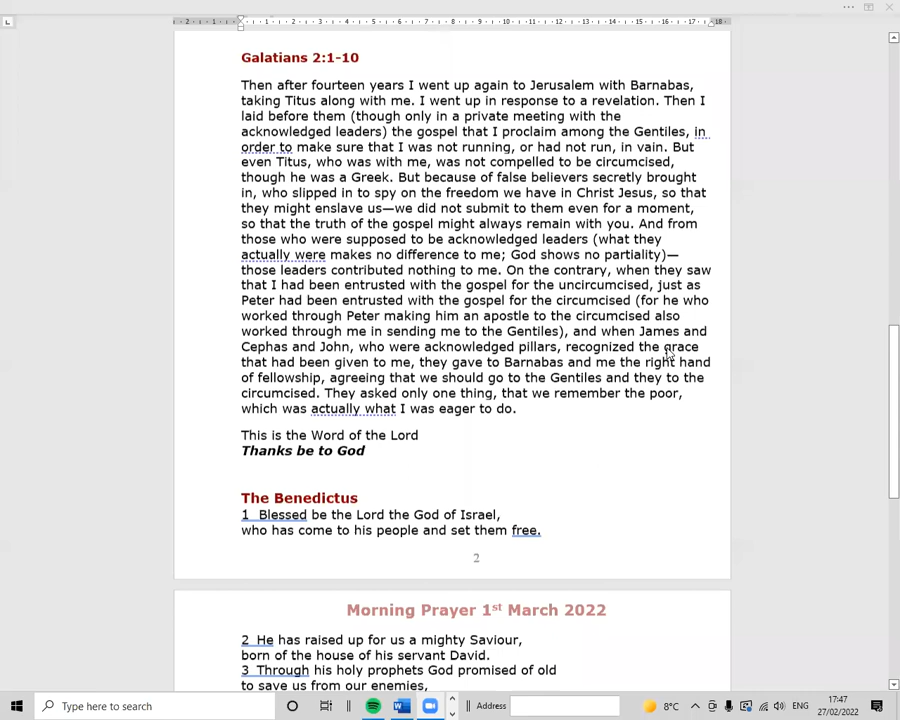 Galatians 2:1-10
Then after fourteen years I went up again to Jerusalem with Barnabas,
taking Titus along with me. I went up in response to a revelation. Then I
laid before them (though only in a private meeting with the
acknowledged leaders) the gospel that I proclaim among the Gentiles, in
order to make sure that I was not running, or had not run, in vain. But
even Titus, who was with me, was not compelled to be circumcised,
though he was a Greek. But because of false believers secretly brought
in, who slipped in to spy on the freedom we have in Christ Jesus, so that
they might enslave us—we did not submit to them even for a moment,
so that the truth of the gospel might always remain with you. And from
those who were supposed to be acknowledged leaders (what they
actually were makes no difference to me; God shows no partiality)—
those leaders contributed nothing to me. On the contrary, when they saw
that I had been entrusted with the gospel for the uncircumcised, just as
Peter had been entrusted with the gospel for the circumcised (for he who
worked through Peter making him an apostle to the circumcised also
worked through me in sending me to the Gentiles), and when James and
Cephas and John, who were acknowledged pillars, recognized the grace
that had been given to me, they gave to Barnabas and me the right hand
of fellowship, agreeing that we should go to the Gentiles and they to the
circumcised. They asked only one thing, that we remember the poor,
which was actually what I was eager to do.
This is the Word of the Lord
Thanks be to God
The Benedictus
1 Blessed be the Lord the God of Israel,
who has come to his people and set them free.
2
Morning Prayer 1st March 2022
2 He has raised up for us a mighty Saviour,
born of the house of his servant David.
3 Through his holy prophets God promised of old
to save us from our enemies,
Type here to search
Address
8°C
ENG
17:47
27/02/2022